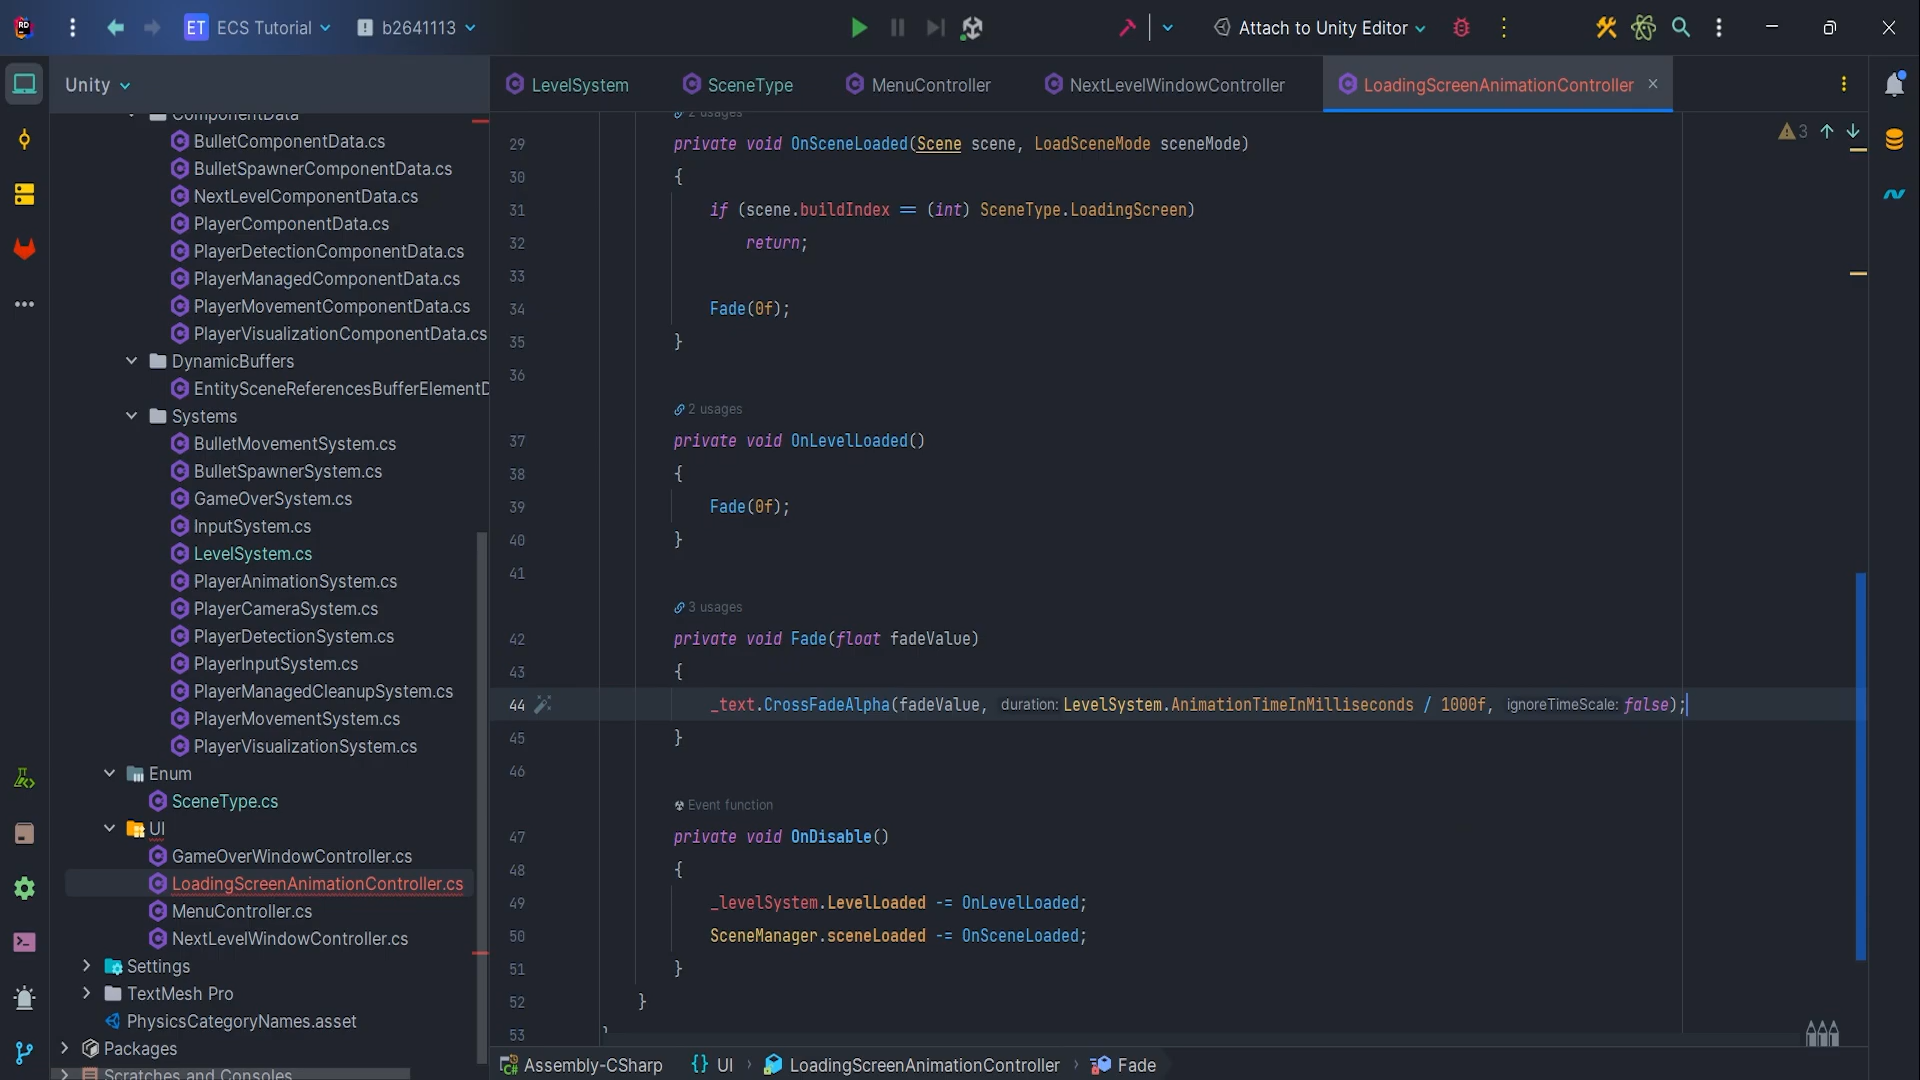 ET ECS Tutorial
b2641113
Attach to Unity Editor
Unity
LevelSystem
SceneType
MenuController
NextLevelWindowController
LoadingScreenAnimationController
ComponentData
BulletComponentData.cs
BulletSpawnerComponentData.cs
NextLevelComponentData.cs
PlayerComponentData.cs
PlayerDetectionComponentData.cs
PlayerManagedComponentData.cs
PlayerMovementComponentData.cs
PlayerVisualizationComponentData.cs
DynamicBuffers
EntitySceneReferencesBufferElementD
Systems
BulletMovementSystem.cs
BulletSpawnerSystem.cs
GameOverSystem.cs
InputSystem.cs
LevelSystem.cs
PlayerAnimationSystem.cs
PlayerCameraSystem.cs
PlayerDetectionSystem.cs
PlayerInputSystem.cs
PlayerManagedCleanupSystem.cs
PlayerMovementSystem.cs
PlayerVisualizationSystem.cs
Enum
SceneType.cs
UI
GameOverWindowController.cs
LoadingScreenAnimationController.cs
MenuController.cs
NextLevelWindowController.cs
Settings
TextMesh Pro
PhysicsCategoryNames.asset
Packages
Scratches and Consoles
2 usages
3
29 private void OnSceneLoaded(Scene scene, LoadSceneMode sceneMode)
30 {
31 if (scene.buildIndex == (int) SceneType.LoadingScreen)
32 return;
33
34 Fade(0f);
35 }
36
2 usages
37 private void OnLevelLoaded()
38 {
39 Fade(0f);
40 }
41
3 usages
42 private void Fade(float fadeValue)
43 {
44 _text.CrossFadeAlpha(fadeValue, duration: LevelSystem.AnimationTimeInMilliseconds / 1000f, ignoreTimeScale: false);
45 }
46
Event function
47 private void OnDisable()
48 {
49 _levelSystem.LevelLoaded -= OnLevelLoaded;
50 SceneManager.sceneLoaded -= OnSceneLoaded;
51 }
52 }
53 }
Assembly-CSharp {} UI › LoadingScreenAnimationController › Fade